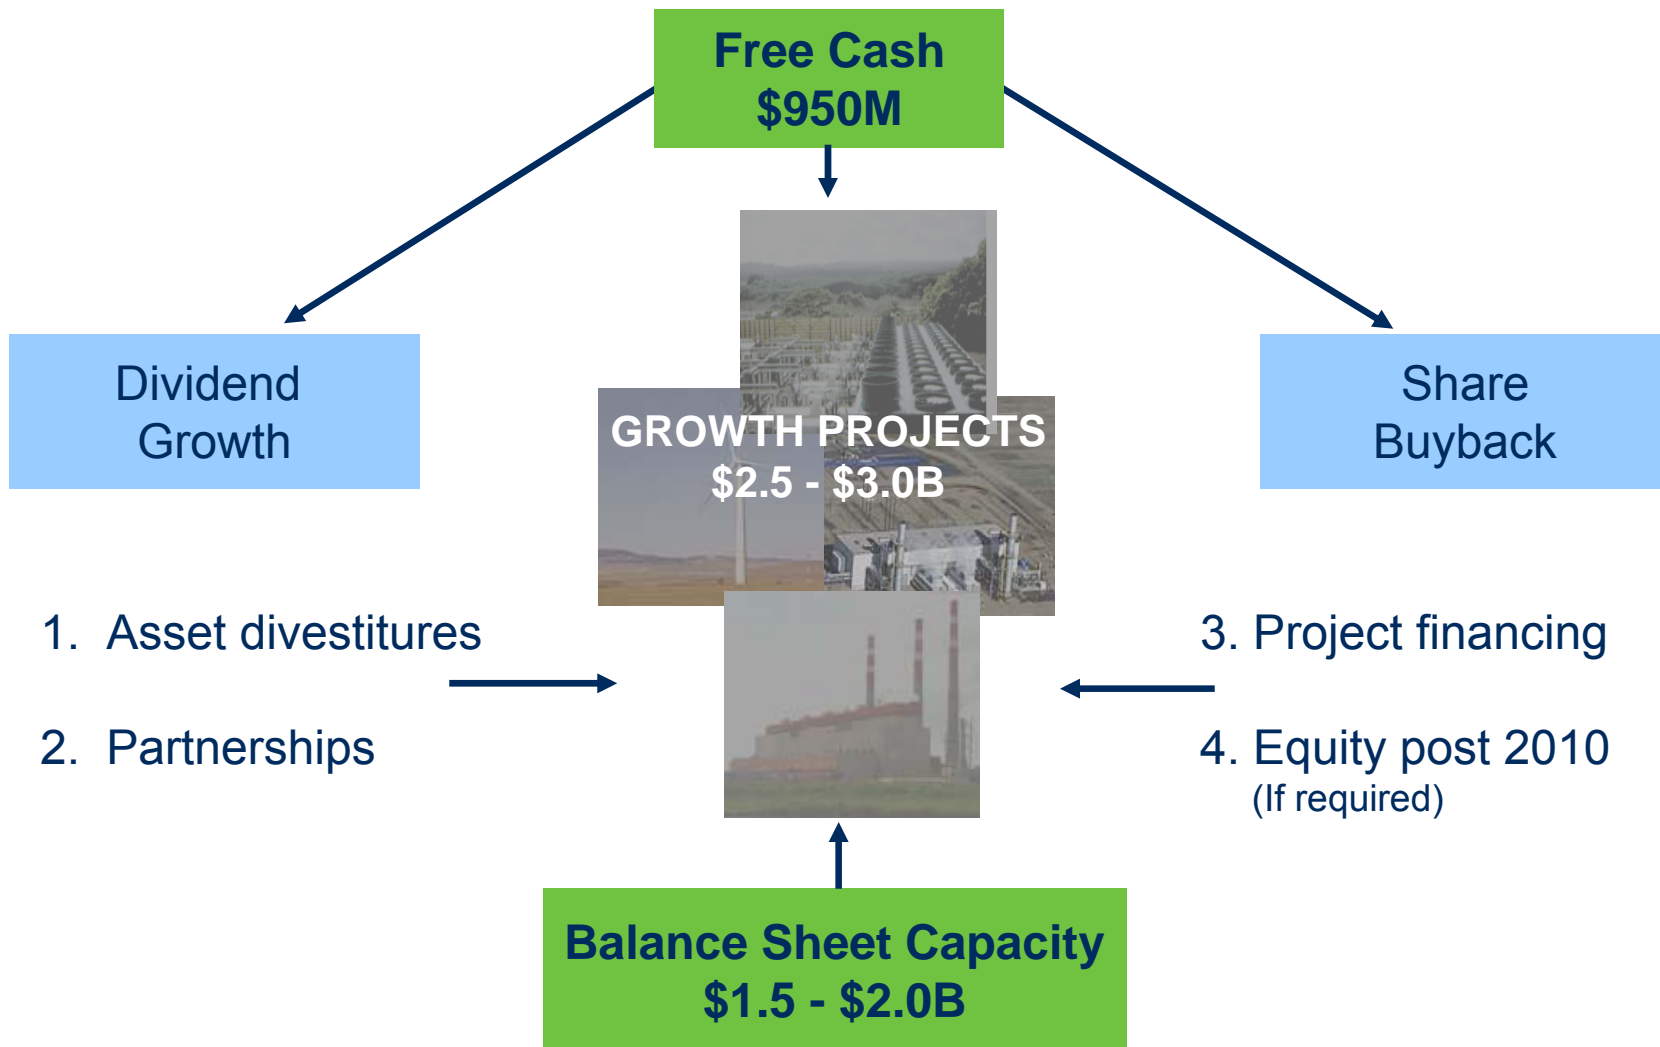 Free Cash
$950M
Dividend
Growth
GROWTH PROJECTS
$2.5 - $3.0B
Share
Buyback
1. Asset divestitures
2. Partnerships
3. Project financing
4. Equity post 2010
(If required)
Balance Sheet Capacity
$1.5 - $2.0B